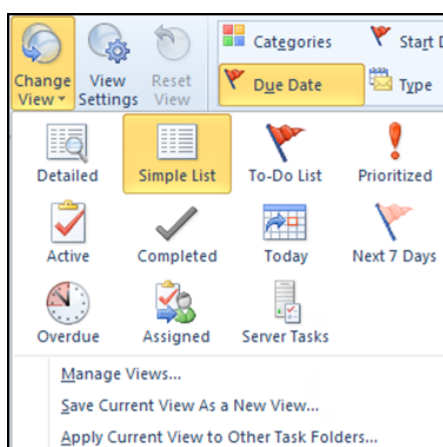 Change View
View Settings
Reset View
Categories
Start D
Due Date
Type
Detailed
Simple List
To-Do List
Prioritized
Active
Completed
Today
Next 7 Days
Overdue
Assigned
Server Tasks
Manage Views...
Save Current View As a New View...
Apply Current View to Other Task Folders...